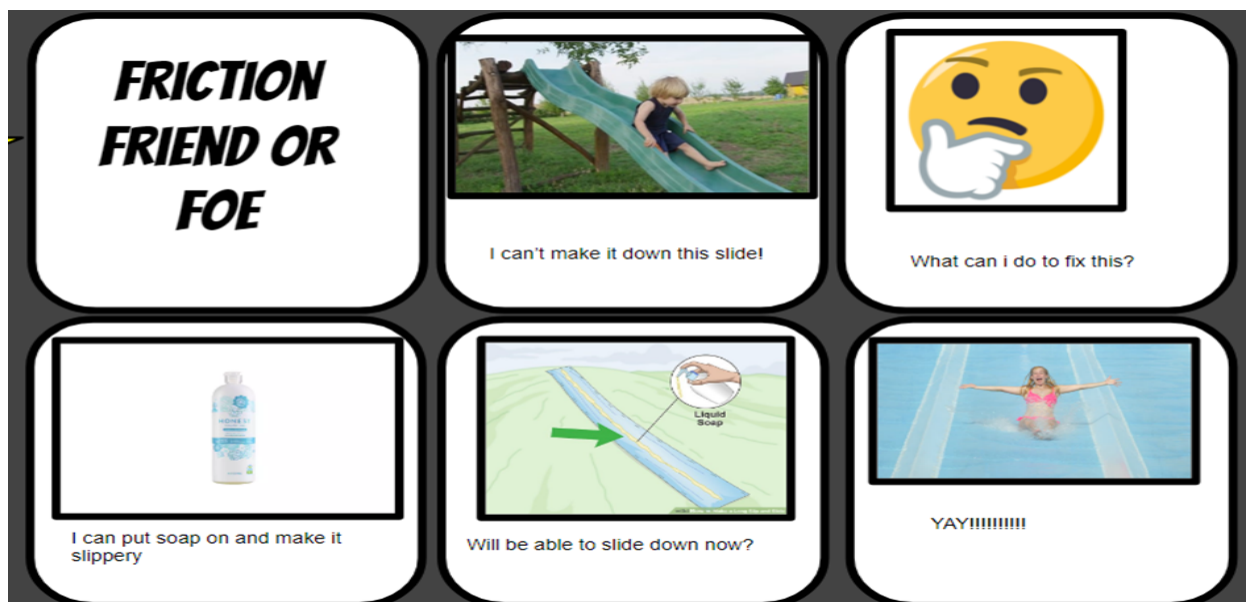 FRICTION
FRIEND OR
FOE
I can't make it down this slide!
What can i do to fix this?
HONEST
I can put soap on and make it
slippery
Liquid
Soap
Will be able to slide down now?
YAY!!!!!!!!!!